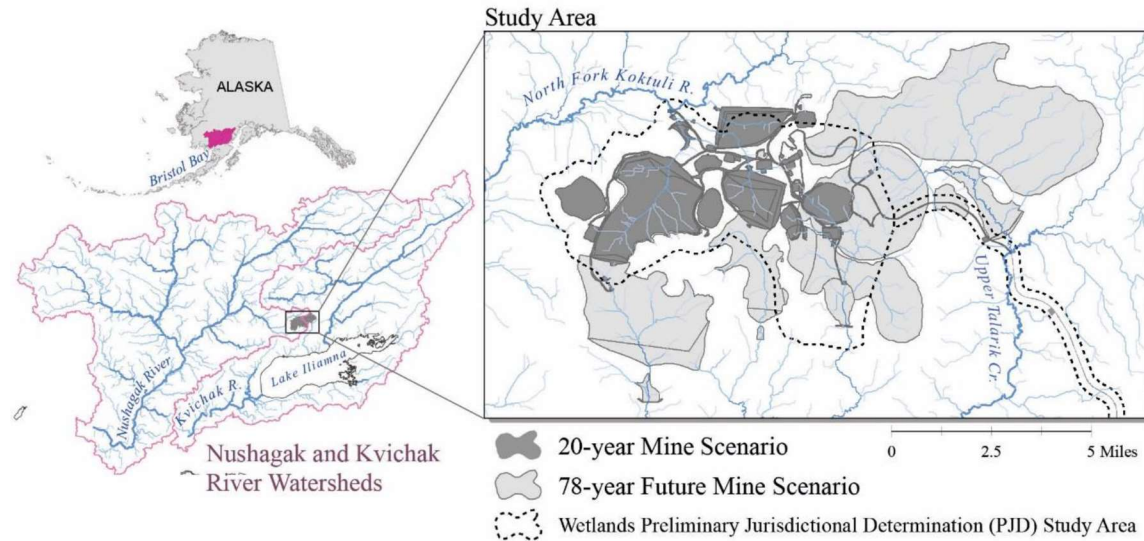 Study Area
ALASKA
Bristol Bay
North Fork Koktuli R.
Upper Talarik Cr.
Nushagak River
Kvichak R.
Lake Iliamna
Nushagak and Kvichak
River Watersheds
20-year Mine Scenario
78-year Future Mine Scenario
Wetlands Preliminary Jurisdictional Determination (PJD) Study Area
0 2.5 5 Miles